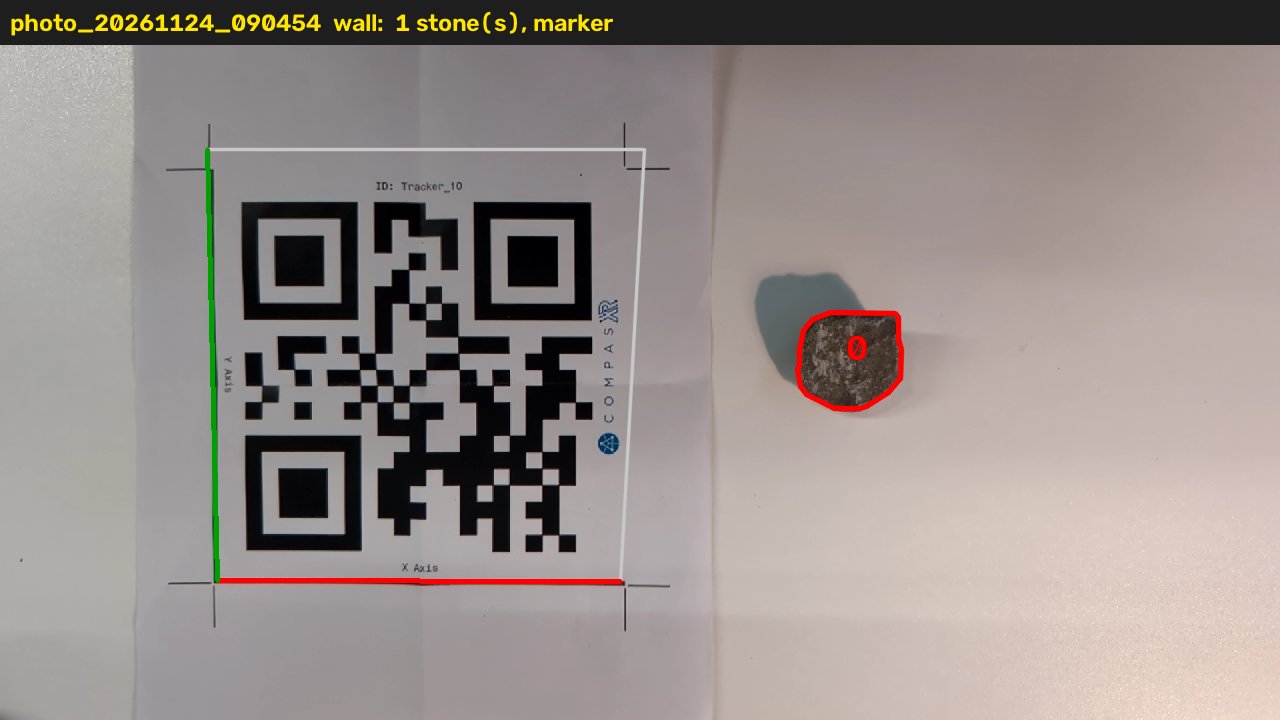 photo_20261124_090454 wall: 1 stone(s), marker
ID: Tracker_10
COMPAS XR
Y Axis
0
X Axis